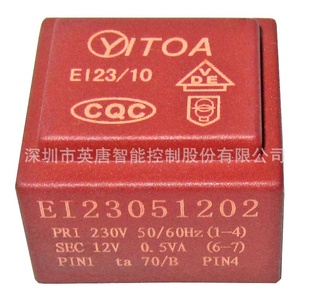 YITOA
EI23/10
VDE
CQC
深圳市英唐智能控制股份有限公司
EI23051202
PRI 230V 50/60Hz (1-4)
SEC 12V 0.5VA (6-7)
PIN1 ta 70/B PIN4